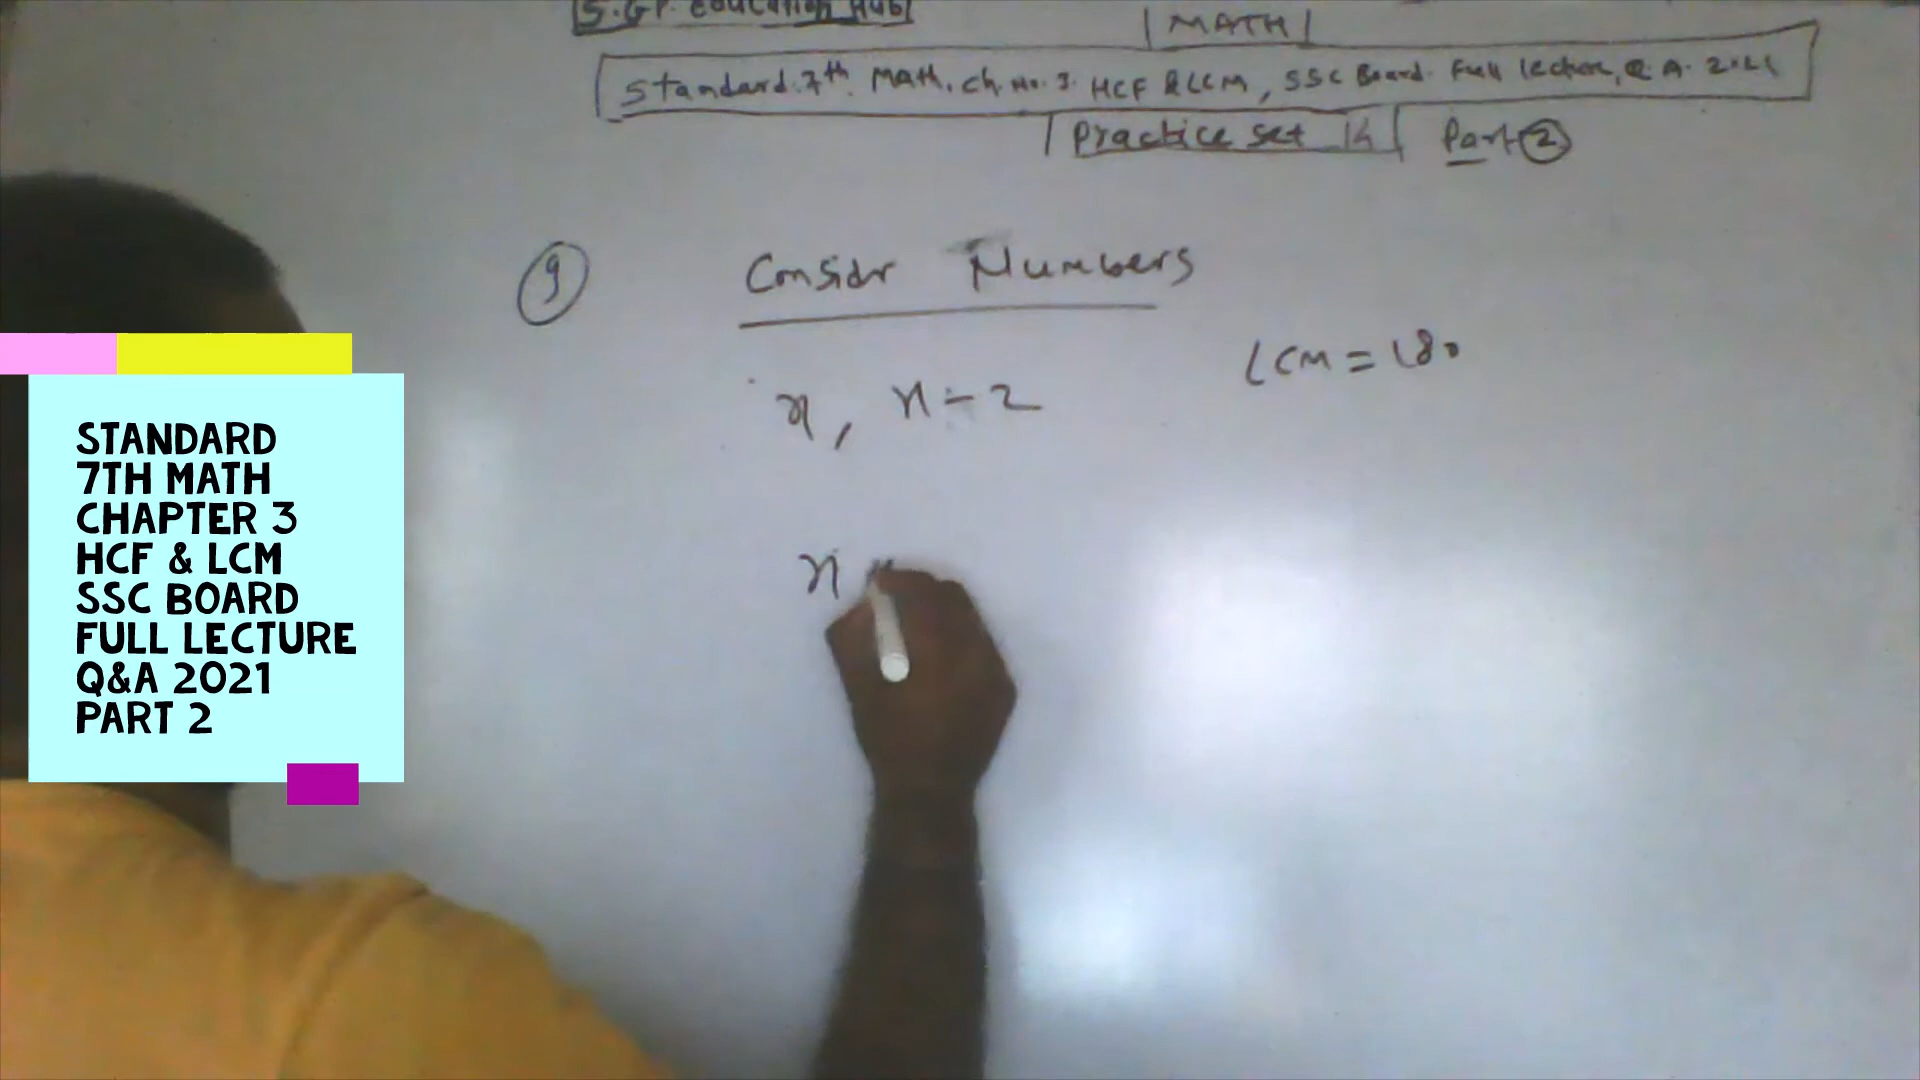 S.GP. Education Hub
MATH
Standard. 7th Math. Ch. No. 3. HCF & LCM, SSC Board. Full lecture, Q A. 2021
Practice set 14 Part 2
9 Considr Numbers
LCM = 180
x, x - 2
x
STANDARD
7TH MATH
CHAPTER 3
HCF & LCM
SSC BOARD
FULL LECTURE
Q&A 2021
PART 2